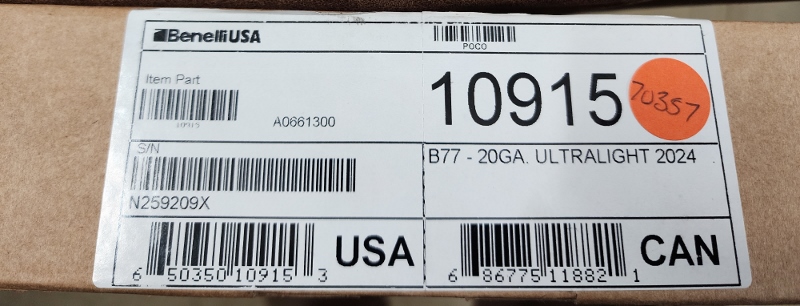 BenelliUSA
POCO
Item Part
10915
A0661300
10915
70357
S/N
N259209X
B77 - 20GA. ULTRALIGHT 2024
6 50350 10915 3
USA
6 86775 11882 1
CAN